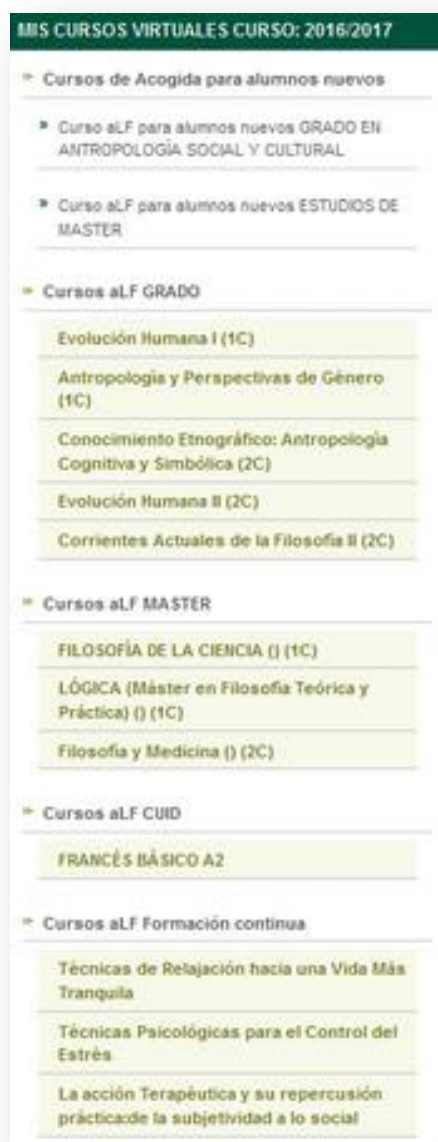 MIS CURSOS VIRTUALES CURSO: 2016/2017
Cursos de Acogida para alumnos nuevos
Curso aLF para alumnos nuevos GRADO EN
ANTROPOLOGÍA SOCIAL Y CULTURAL
Curso aLF para alumnos nuevos ESTUDIOS DE
MASTER
Cursos aLF GRADO
Evolución Humana I (1C)
Antropología y Perspectivas de Género
(1C)
Conocimiento Etnográfico: Antropología
Cognitiva y Simbólica (2C)
Evolución Humana II (2C)
Corrientes Actuales de la Filosofía II (2C)
Cursos aLF MASTER
FILOSOFÍA DE LA CIENCIA () (1C)
LÓGICA (Máster en Filosofía Teórica y
Práctica) () (1C)
Filosofía y Medicina () (2C)
Cursos aLF CUID
FRANCÉS BÁSICO A2
Cursos aLF Formación continua
Técnicas de Relajación hacia una Vida Más
Tranquila
Técnicas Psicológicas para el Control del
Estrés
La acción Terapéutica y su repercusión
práctica:de la subjetividad a lo social